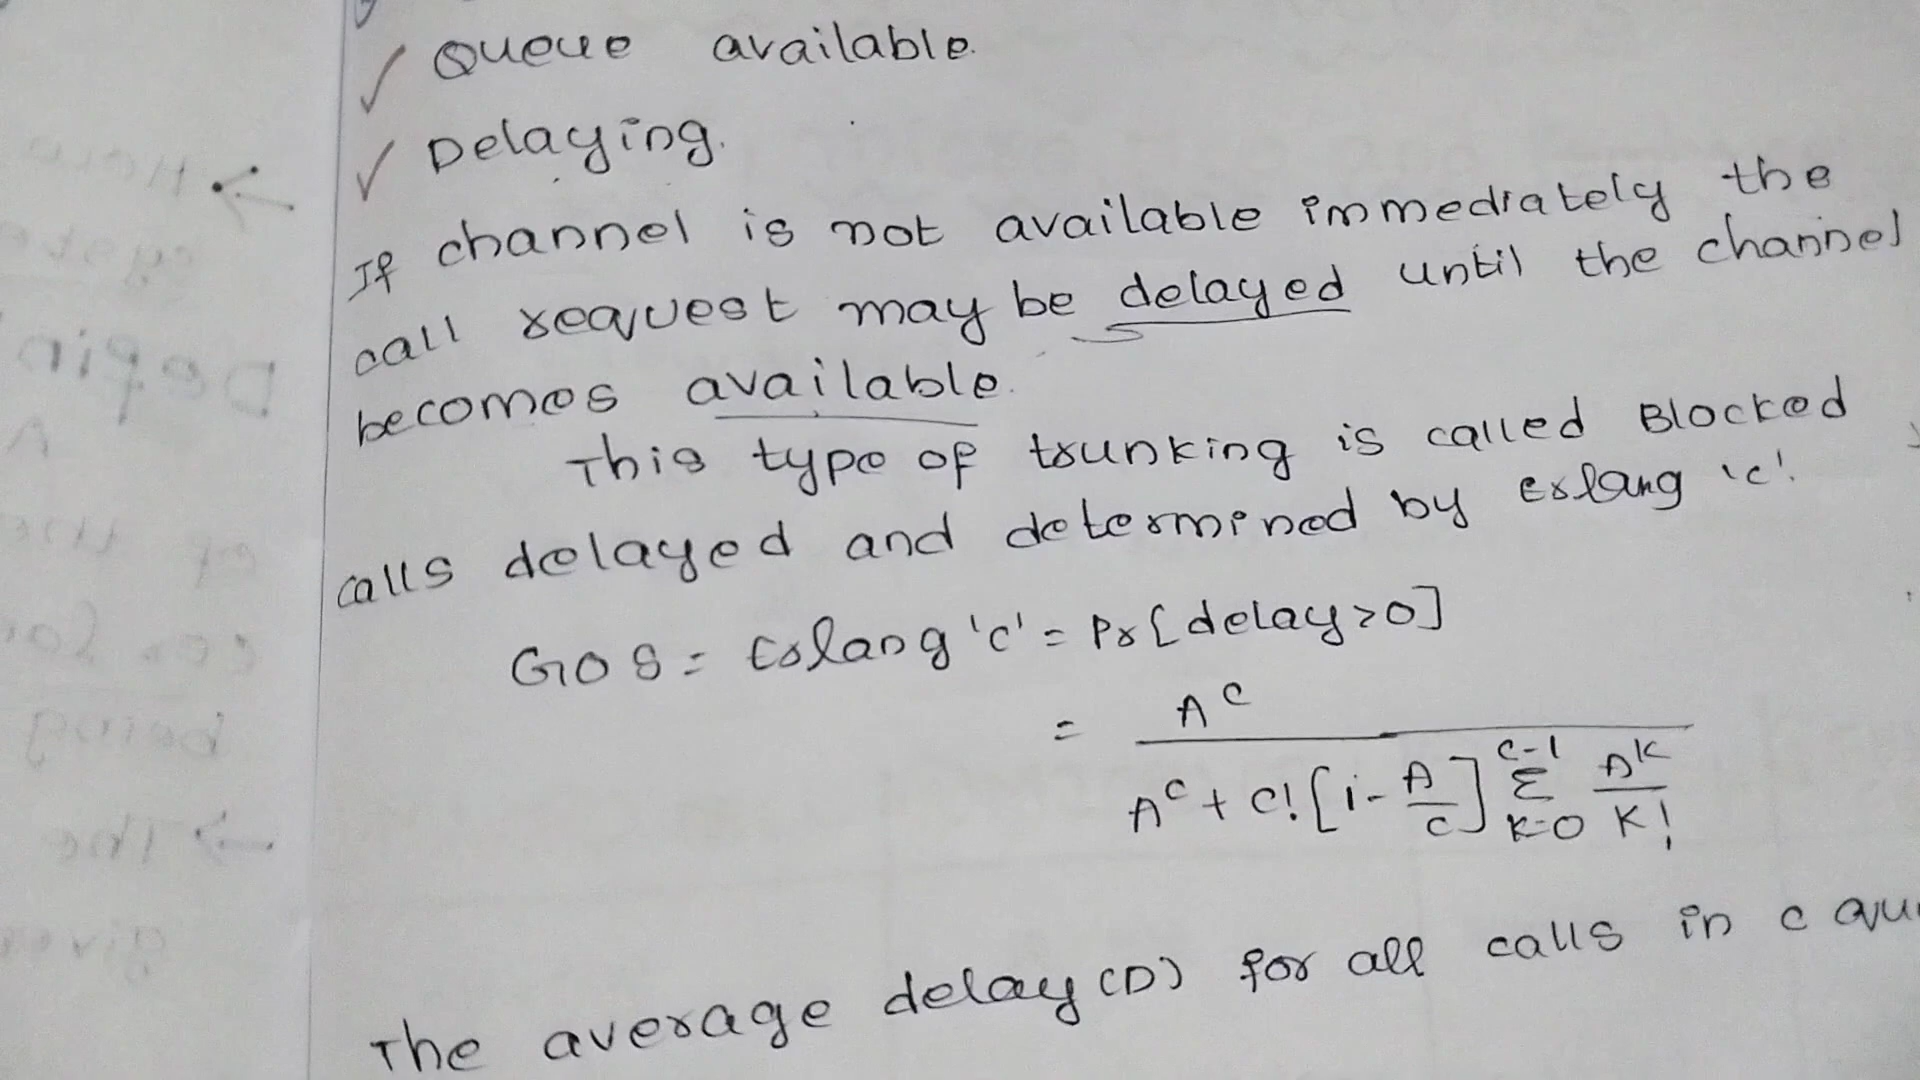 ✓ Queue available.
✓ Delaying.
If channel is not available immediately the
call request may be delayed until the channel
becomes available.
This type of trunking is called Blocked
calls delayed and determined by Erlang 'c'.
GOS = Erlang 'c' = Pr[delay>0]
= A^C / (A^C + C! [1 - A/C] Σ_{K=0}^{C-1} A^K / K!)
The average delay (D) for all calls in c